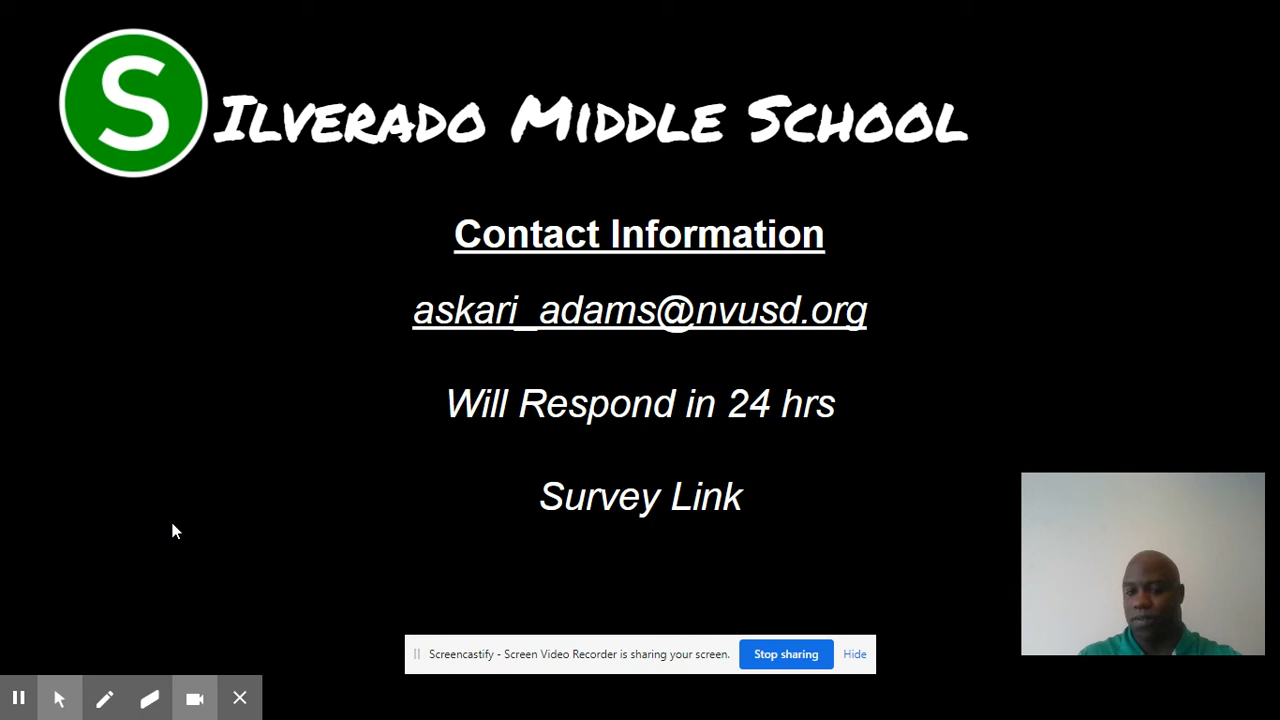 SILVERADO MIDDLE SCHOOL
Contact Information
askari_adams@nvusd.org
Will Respond in 24 hrs
Survey Link
Screencastify - Screen Video Recorder is sharing your screen. Stop sharing Hide